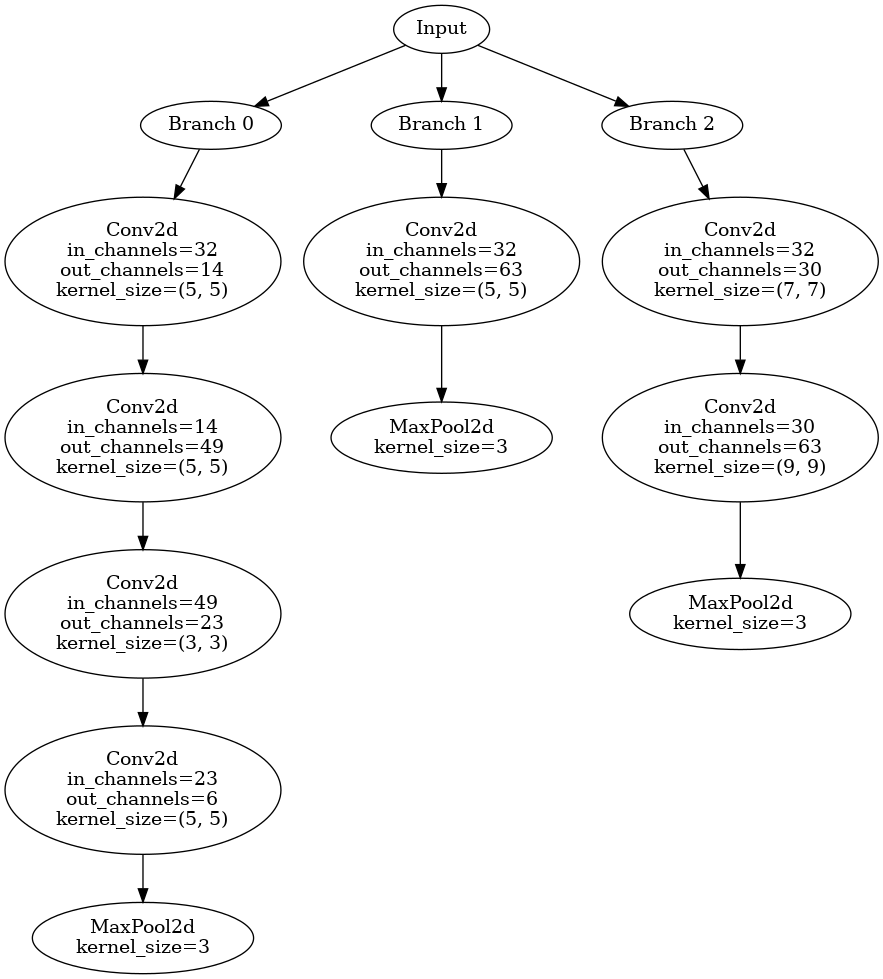 Input
Branch 0
Branch 1
Branch 2
Conv2d
in_channels=32
out_channels=14
kernel_size=(5, 5)
Conv2d
in_channels=32
out_channels=63
kernel_size=(5, 5)
Conv2d
in_channels=32
out_channels=30
kernel_size=(7, 7)
Conv2d
in_channels=14
out_channels=49
kernel_size=(5, 5)
MaxPool2d
kernel_size=3
Conv2d
in_channels=30
out_channels=63
kernel_size=(9, 9)
Conv2d
in_channels=49
out_channels=23
kernel_size=(3, 3)
MaxPool2d
kernel_size=3
Conv2d
in_channels=23
out_channels=6
kernel_size=(5, 5)
MaxPool2d
kernel_size=3